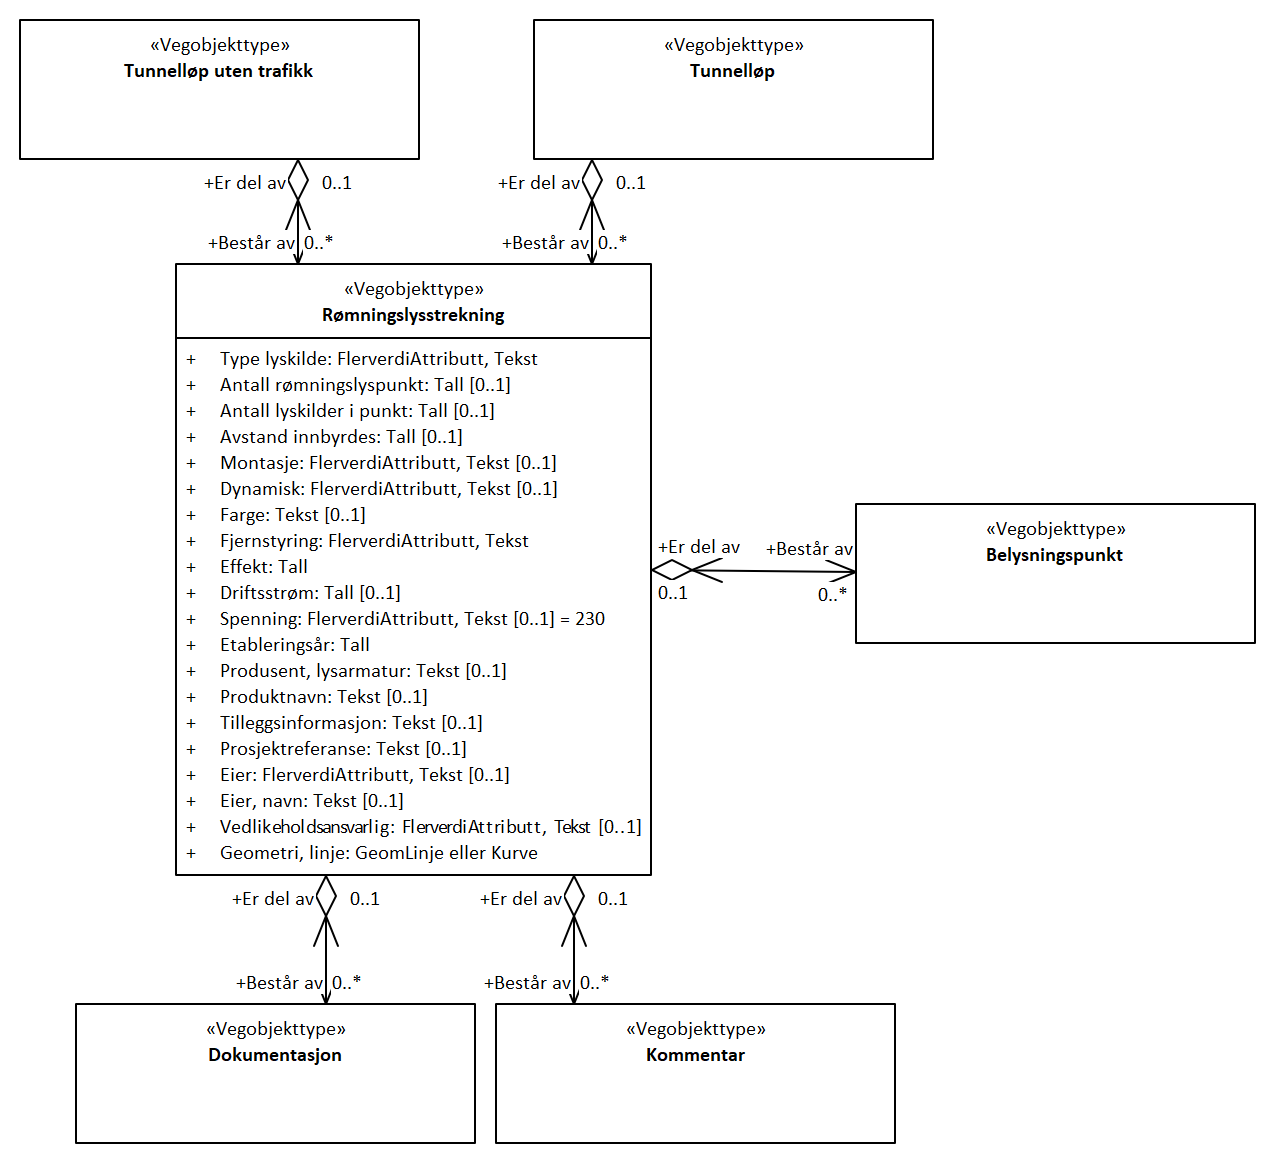 «Vegobjekttype»
Tunnelløp uten trafikk
«Vegobjekttype»
Tunnelløp
+Er del av 0..1
+Består av 0..*
+Er del av 0..1
+Består av 0..*
«Vegobjekttype»
Rømningslysstrekning
+ Type lyskilde: FlerverdiAttributt, Tekst
+ Antall rømningslyspunkt: Tall [0..1]
+ Antall lyskilder i punkt: Tall [0..1]
+ Avstand innbyrdes: Tall [0..1]
+ Montasje: FlerverdiAttributt, Tekst [0..1]
+ Dynamisk: FlerverdiAttributt, Tekst [0..1]
+ Farge: Tekst [0..1]
+ Fjernstyring: FlerverdiAttributt, Tekst
+ Effekt: Tall
+ Driftsstrøm: Tall [0..1]
+ Spenning: FlerverdiAttributt, Tekst [0..1] = 230
+ Etableringsår: Tall
+ Produsent, lysarmatur: Tekst [0..1]
+ Produktnavn: Tekst [0..1]
+ Tilleggsinformasjon: Tekst [0..1]
+ Prosjektreferanse: Tekst [0..1]
+ Eier: FlerverdiAttributt, Tekst [0..1]
+ Eier, navn: Tekst [0..1]
+ Vedlikeholdsansvarlig: FlerverdiAttributt, Tekst [0..1]
+ Geometri, linje: GeomLinje eller Kurve
+Er del av +Består av
0..1 0..*
«Vegobjekttype»
Belysningspunkt
+Er del av 0..1
+Består av 0..*
+Er del av 0..1
+Består av 0..*
«Vegobjekttype»
Dokumentasjon
«Vegobjekttype»
Kommentar